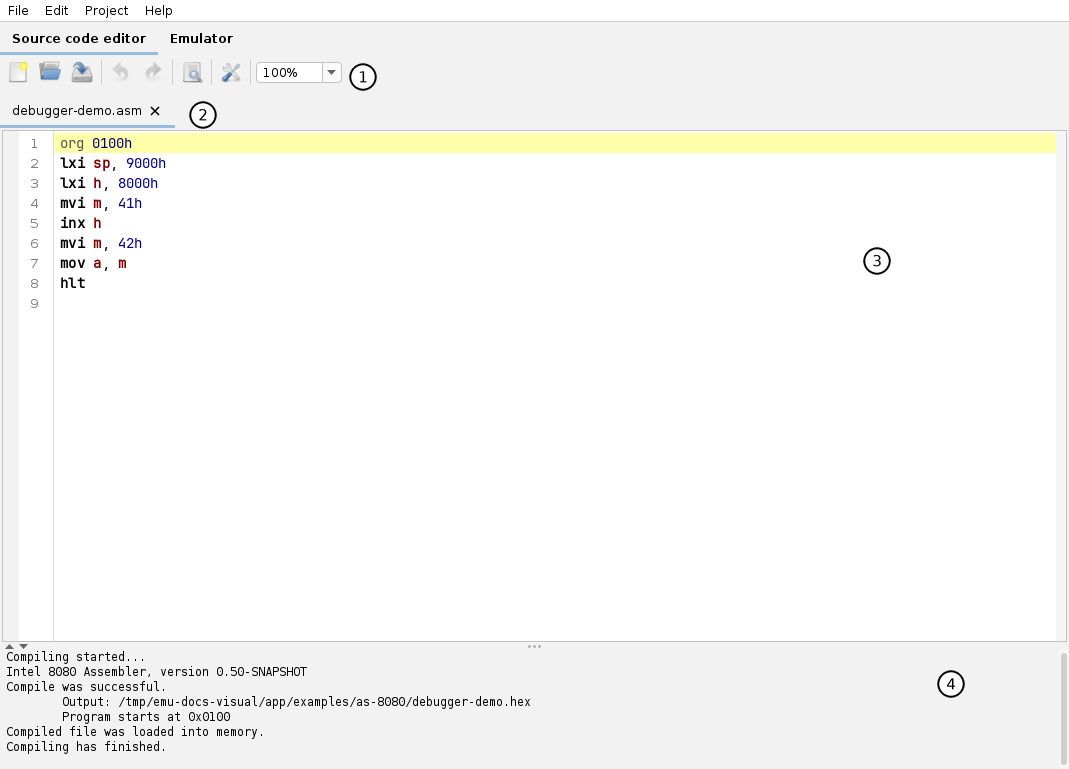 File Edit Project Help
Source code editor Emulator
100% 1
debugger-demo.asm 2
1 org 0100h
2 lxi sp, 9000h
3 lxi h, 8000h
4 mvi m, 41h
5 inx h
6 mvi m, 42h
7 mov a, m
8 hlt
9
3
Compiling started...
Intel 8080 Assembler, version 0.50-SNAPSHOT
Compile was successful.
Output: /tmp/emu-docs-visual/app/examples/as-8080/debugger-demo.hex
Program starts at 0x0100
Compiled file was loaded into memory.
Compiling has finished.
4